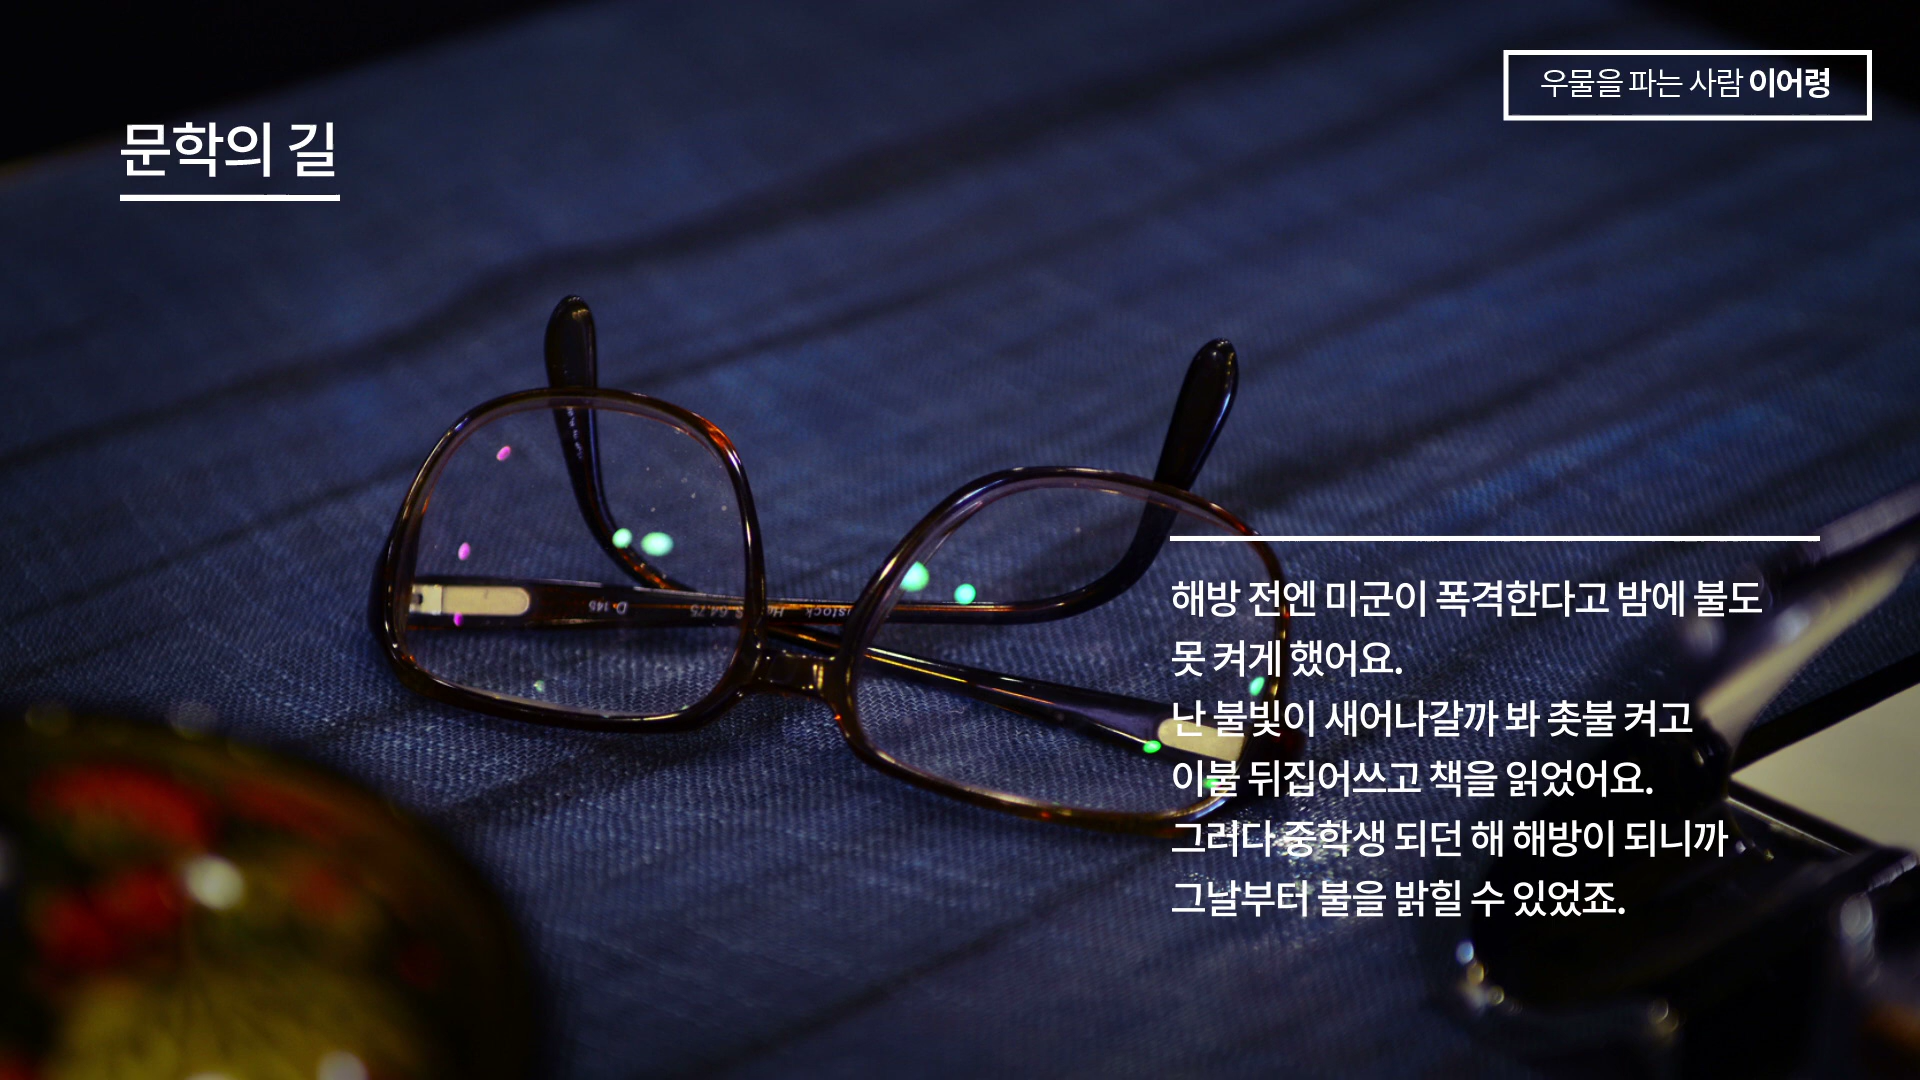 우물을 파는 사람 이어령
문학의 길
해방 전엔 미군이 폭격한다고 밤에 불도
못 켜게 했어요.
난 불빛이 새어나갈까 봐 촛불 켜고
이불 뒤집어쓰고 책을 읽었어요.
그러다 중학생 되던 해 해방이 되니까
그날부터 불을 밝힐 수 있었죠.
D 145